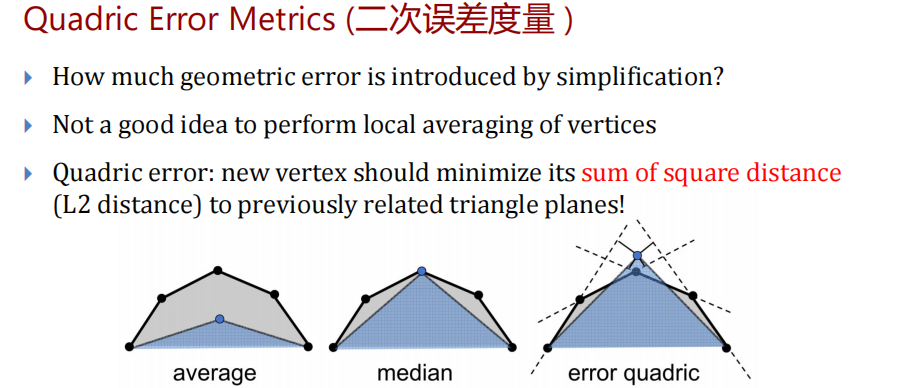 Quadric Error Metrics (二次误差度量 )
How much geometric error is introduced by simplification?
Not a good idea to perform local averaging of vertices
Quadric error: new vertex should minimize its sum of square distance
(L2 distance) to previously related triangle planes!
average
median
error quadric